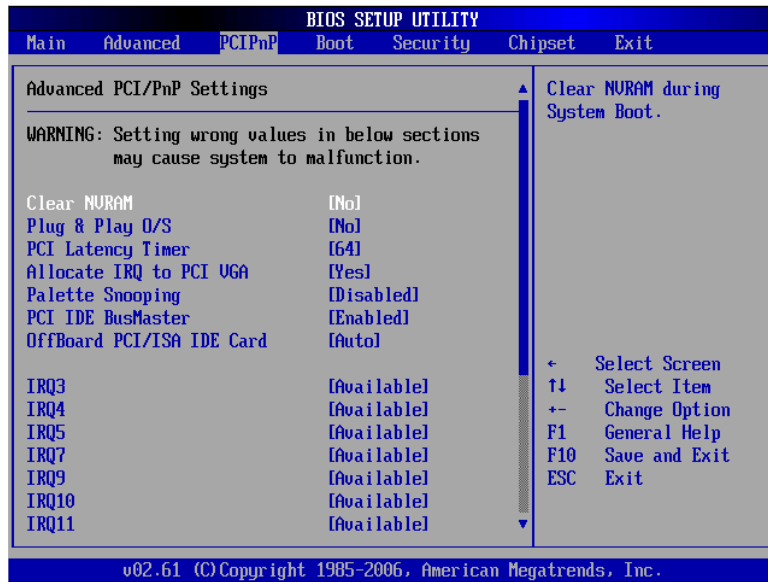 BIOS SETUP UTILITY
Main Advanced PCIPnP Boot Security Chipset Exit
Advanced PCI/PnP Settings
WARNING: Setting wrong values in below sections
may cause system to malfunction.
Clear NVRAM [No]
Plug & Play O/S [No]
PCI Latency Timer [64]
Allocate IRQ to PCI VGA [Yes]
Palette Snooping [Disabled]
PCI IDE BusMaster [Enabled]
OffBoard PCI/ISA IDE Card [Auto]
IRQ3 [Available]
IRQ4 [Available]
IRQ5 [Available]
IRQ7 [Available]
IRQ9 [Available]
IRQ10 [Available]
IRQ11 [Available]
Clear NVRAM during
System Boot.
← Select Screen
↑↓ Select Item
+- Change Option
F1 General Help
F10 Save and Exit
ESC Exit
v02.61 (C)Copyright 1985-2006, American Megatrends, Inc.